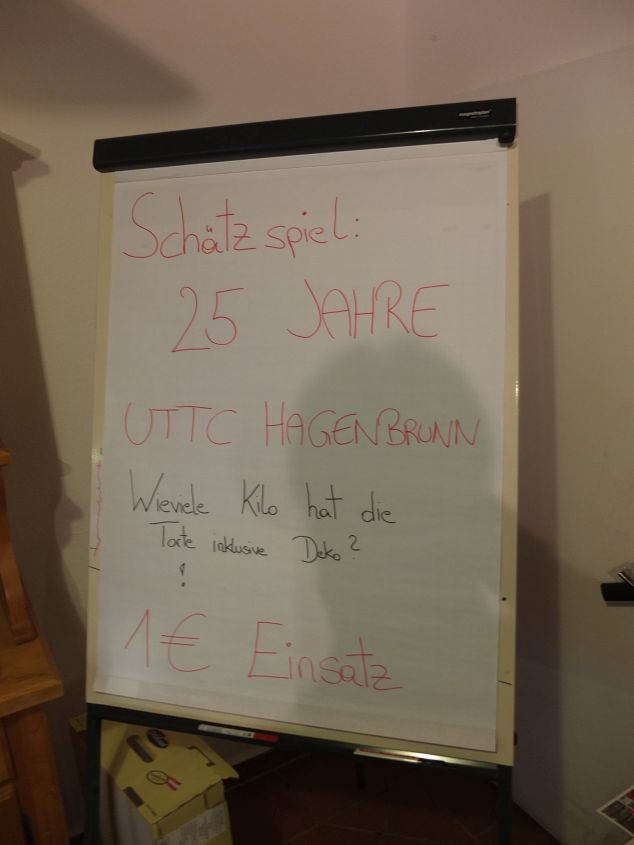 Schätzspiel:
25 JAHRE
UTTC HAGENBRUNN
Wieviele Kilo hat die
Torte inklusive Deko?
!
1€ Einsatz